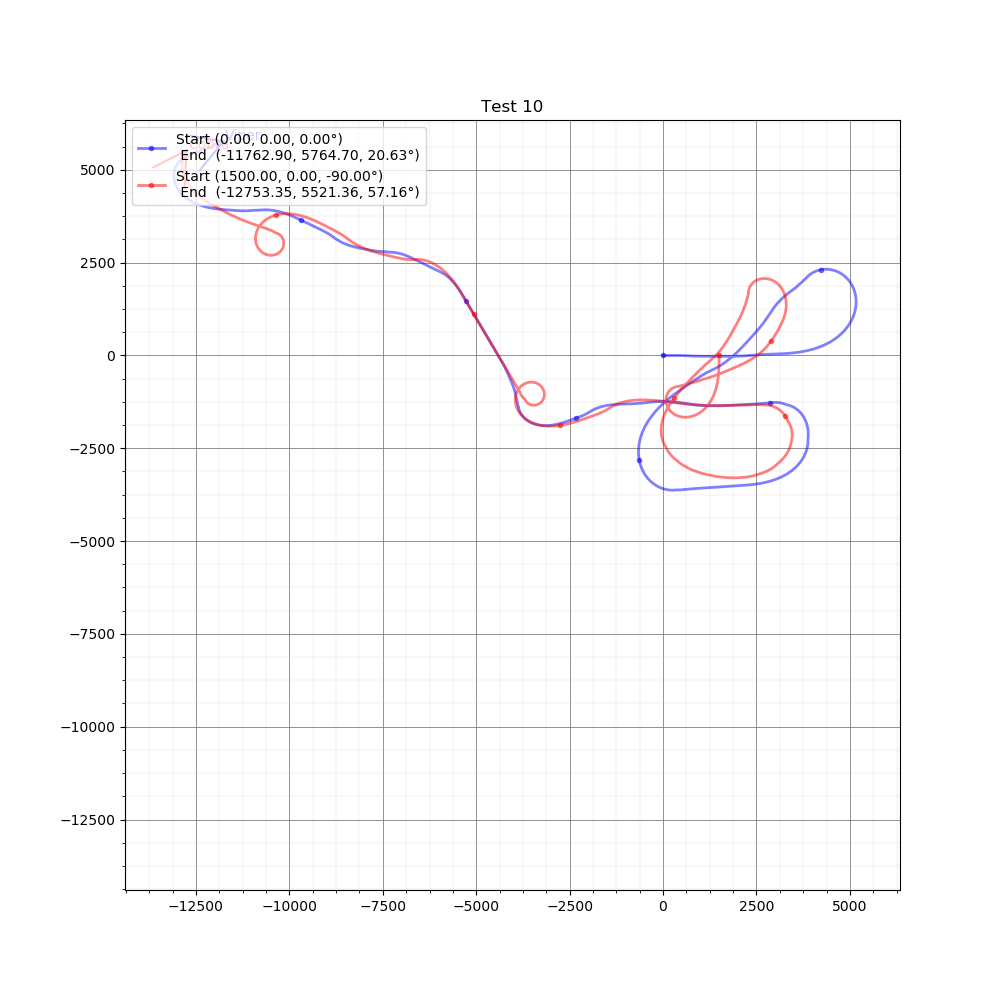 Test 10
Start (0.00, 0.00, 0.00°)
End (-11762.90, 5764.70, 20.63°)
Start (1500.00, 0.00, -90.00°)
End (-12753.35, 5521.36, 57.16°)
5000
2500
0
−2500
−5000
−7500
−10000
−12500
−12500 −10000 −7500 −5000 −2500 0 2500 5000